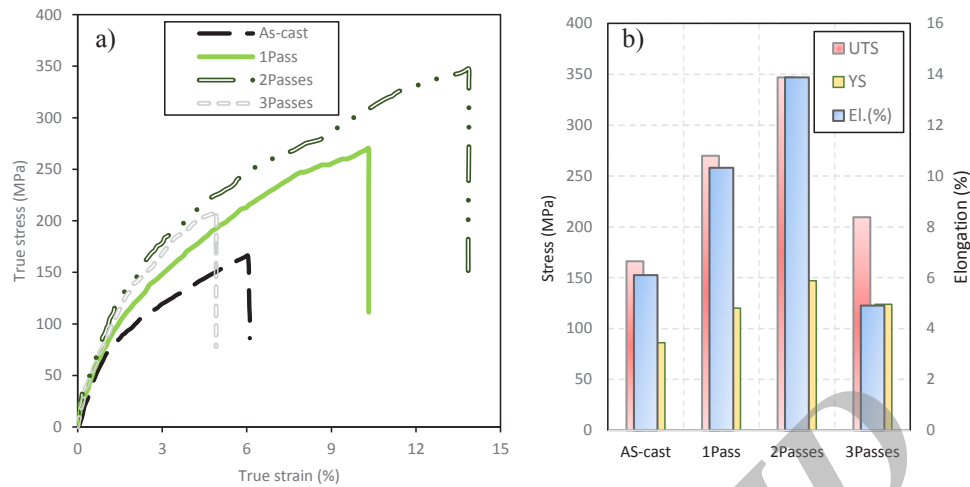 a)
As-cast
1Pass
2Passes
3Passes
400
350
300
250
200
150
100
50
0
True stress (MPa)
0 3 6 9 12 15
True strain (%)
b)
UTS
YS
El.(%)
400
350
300
250
200
150
100
50
0
Stress (MPa)
16
14
12
10
8
6
4
2
0
Elongation (%)
AS-cast 1Pass 2Passes 3Passes